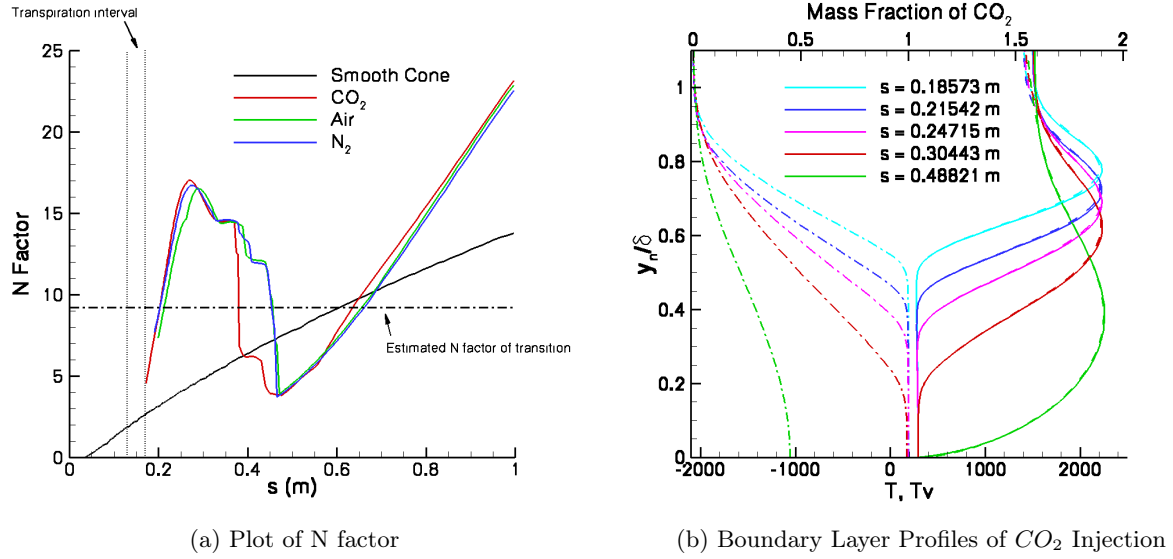 Transpiration interval
25
20
15
10
5
0
N Factor
Smooth Cone
CO2
Air
N2
Estimated N factor of transition
0 0.2 0.4 0.6 0.8 1
s (m)
(a) Plot of N factor
Mass Fraction of CO2
0 0.5 1 1.5 2
1
0.8
0.6
0.4
0.2
0
yn/δ
s = 0.18573 m
s = 0.21542 m
s = 0.24715 m
s = 0.30443 m
s = 0.48821 m
-2000 -1000 0 1000 2000
T, Tv
(b) Boundary Layer Profiles of CO2 Injection